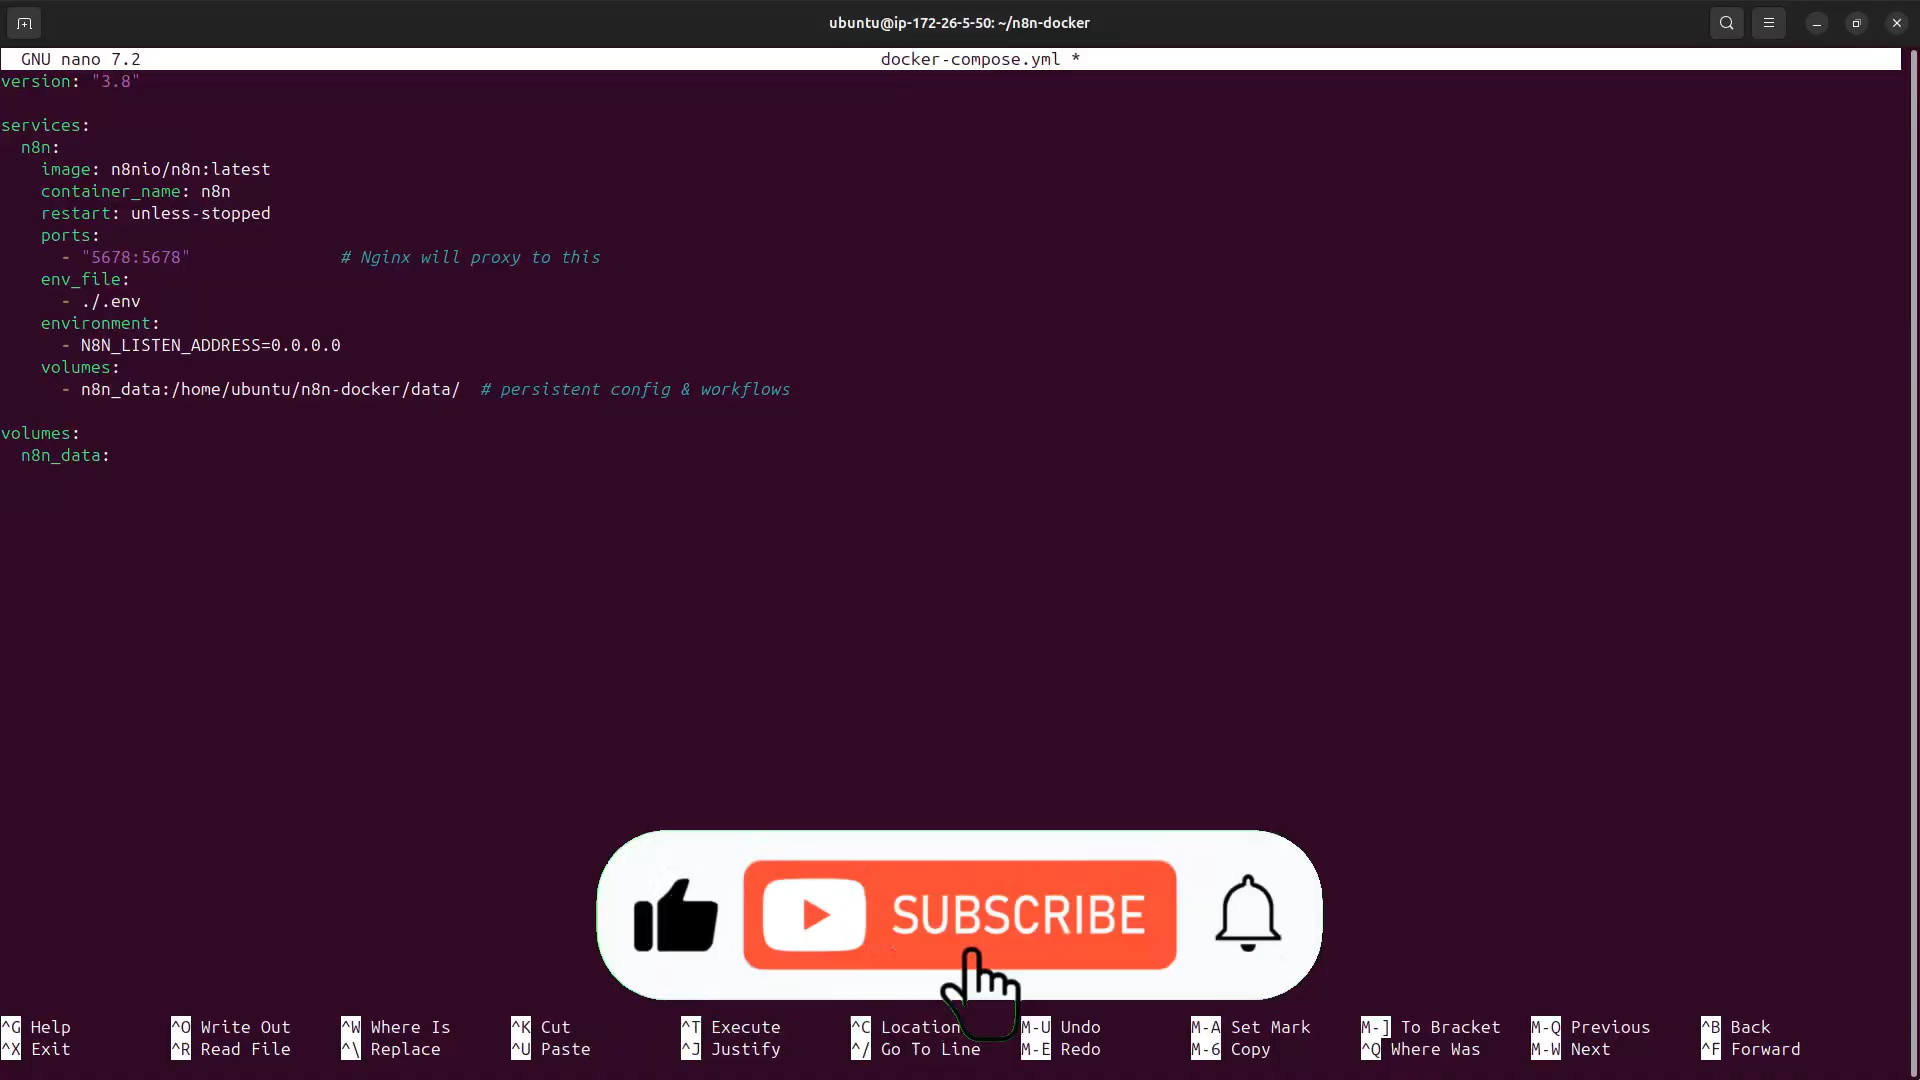 ubuntu@ip-172-26-5-50: ~/n8n-docker
GNU nano 7.2 docker-compose.yml *
version: "3.8"
services:
  n8n:
    image: n8nio/n8n:latest
    container_name: n8n
    restart: unless-stopped
    ports:
      - "5678:5678"               # Nginx will proxy to this
    env_file:
      - ./.env
    environment:
      - N8N_LISTEN_ADDRESS=0.0.0.0
    volumes:
      - n8n_data:/home/ubuntu/n8n-docker/data/  # persistent config & workflows
volumes:
  n8n_data:
SUBSCRIBE
^G Help ^O Write Out ^W Where Is ^K Cut ^T Execute ^C Location M-U Undo M-A Set Mark M-] To Bracket M-Q Previous ^B Back
^X Exit ^R Read File ^\ Replace ^U Paste ^J Justify ^/ Go To Line M-E Redo M-6 Copy ^Q Where Was M-W Next ^F Forward